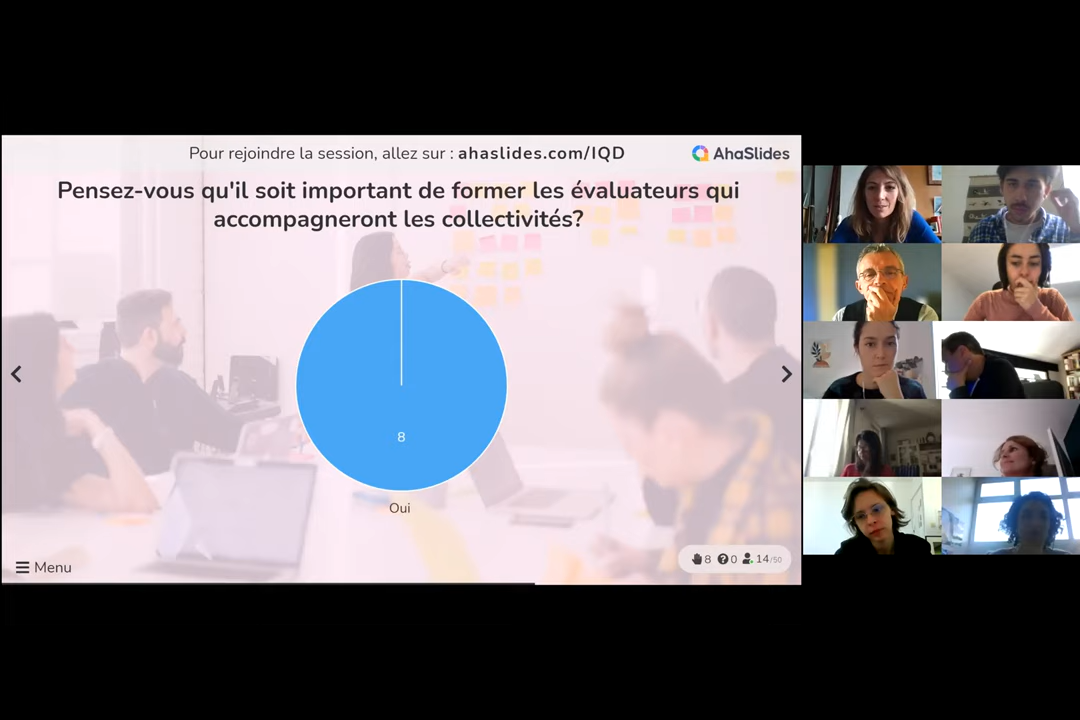 Pour rejoindre la session, allez sur : ahaslides.com/IQD
AhaSlides
Pensez-vous qu'il soit important de former les évaluateurs qui
accompagneront les collectivités?
8
Oui
Menu
8 0 14/50